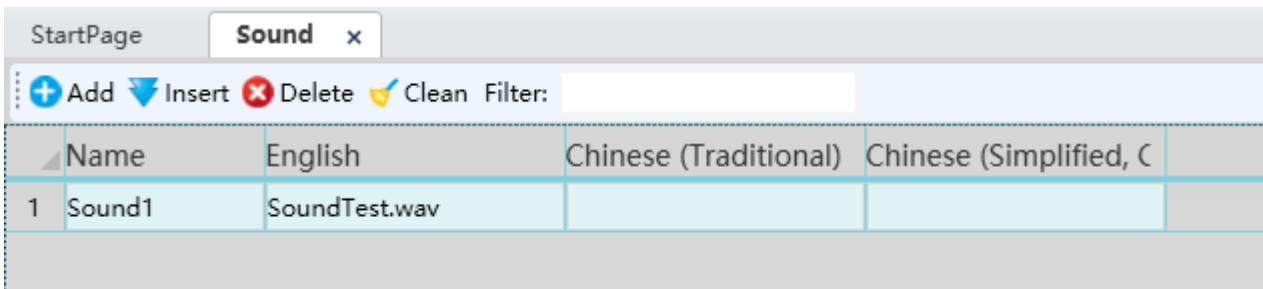 StartPage Sound x
Add Insert Delete Clean Filter:
Name English Chinese (Traditional) Chinese (Simplified, C
1 Sound1 SoundTest.wav